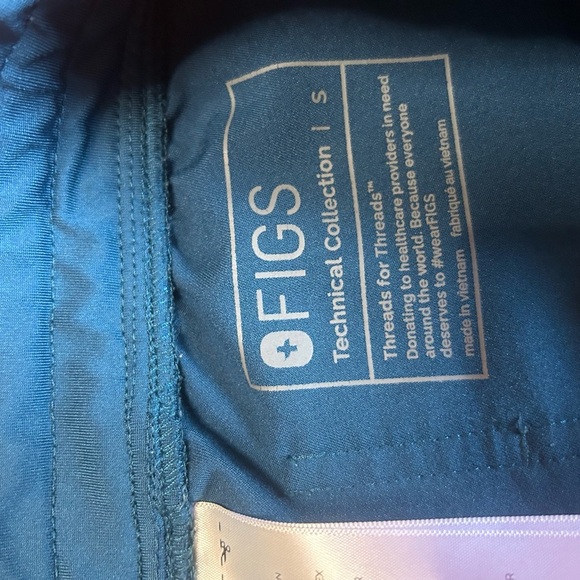 FIGS
Technical Collection | S
Threads for Threads™
Donating to healthcare providers in need
around the world. Because everyone
deserves to #wearFIGS
made in vietnam fabriqué au vietnam